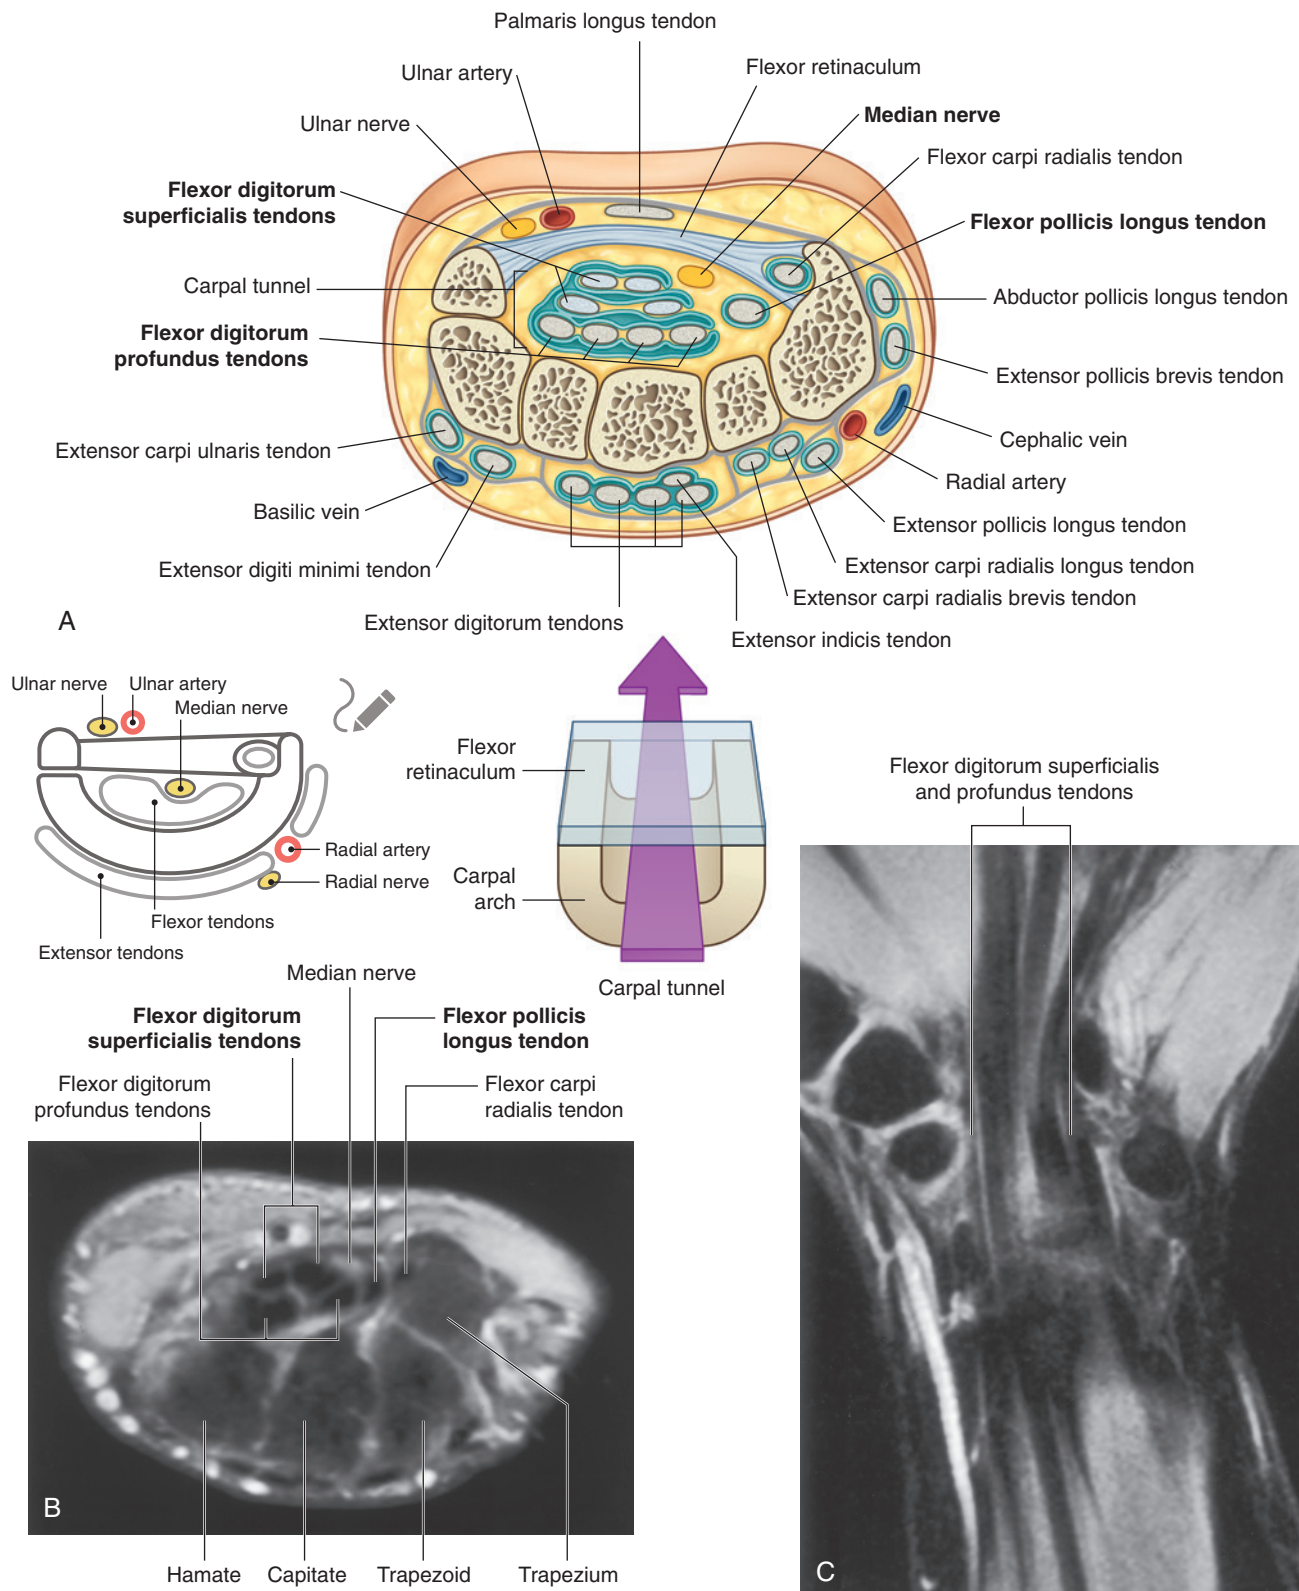 Palmaris longus tendon
Ulnar artery
Flexor retinaculum
Median nerve
Ulnar nerve
Flexor carpi radialis tendon
Flexor digitorum
superficialis tendons
Flexor pollicis longus tendon
Carpal tunnel
Abductor pollicis longus tendon
Flexor digitorum
profundus tendons
Extensor pollicis brevis tendon
Extensor carpi ulnaris tendon
Cephalic vein
Radial artery
Basilic vein
Extensor pollicis longus tendon
Extensor digiti minimi tendon
Extensor carpi radialis longus tendon
Extensor carpi radialis brevis tendon
Extensor digitorum tendons
Extensor indicis tendon
A
Ulnar nerve
Ulnar artery
Median nerve
Radial artery
Radial nerve
Flexor tendons
Extensor tendons
Flexor
retinaculum
Carpal
arch
Carpal tunnel
Flexor digitorum superficialis
and profundus tendons
Median nerve
Flexor digitorum
superficialis tendons
Flexor pollicis
longus tendon
Flexor digitorum
profundus tendons
Flexor carpi
radialis tendon
B
Hamate
Capitate
Trapezoid
Trapezium
C